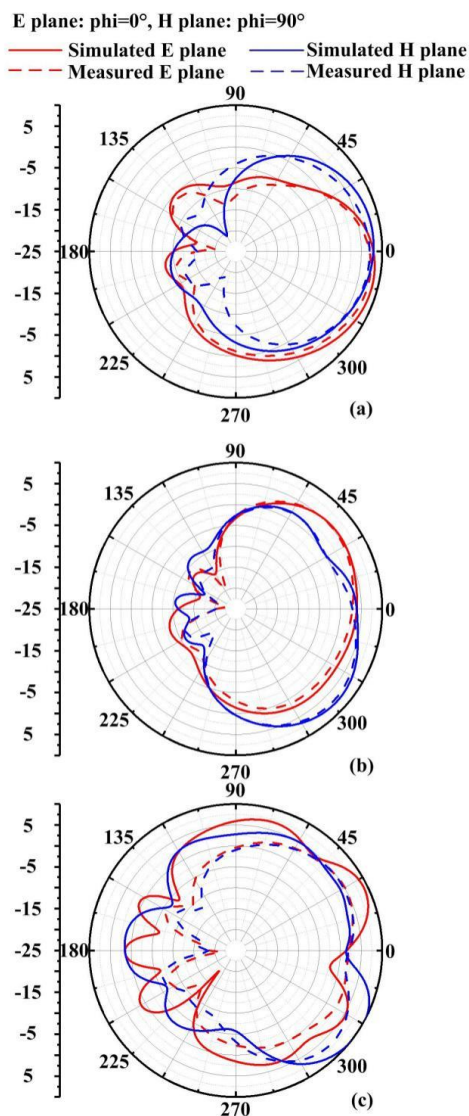 E plane: phi=0°, H plane: phi=90°
Simulated E plane Simulated H plane
Measured E plane Measured H plane
90
5 135 45
-5
-15
-25 180 0
-15
-5 225 300
5 270
(a)
90
5 135 45
-5
-15
-25 180 0
-15
-5
5 225 300
270
(b)
90
5 135 45
-5
-15
-25 180 0
-15
-5
5 225 300
270
(c)